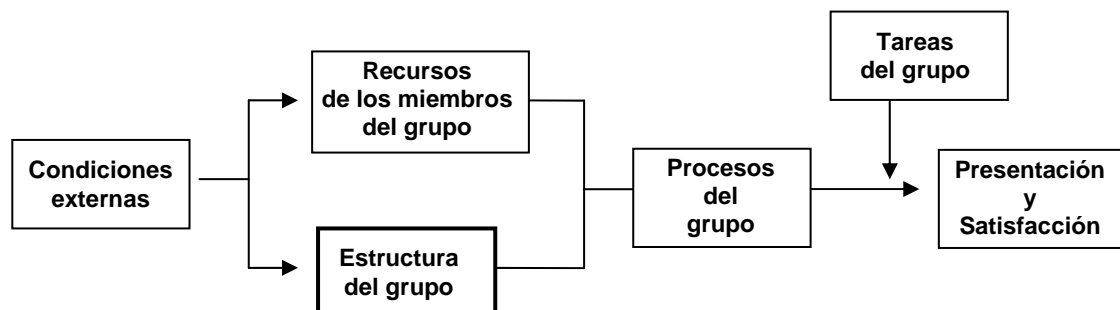 Condiciones
externas
Recursos
de los miembros
del grupo
Estructura
del grupo
Procesos
del
grupo
Tareas
del grupo
Presentación
y
Satisfacción